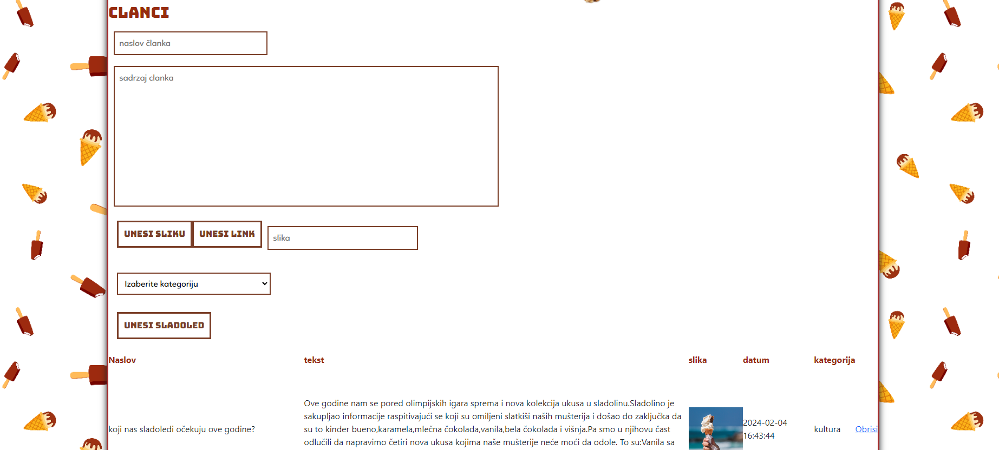 CLANCI
naslov članka
sadrzaj clanka
UNESI SLIKU UNESI LINK slika
Izaberite kategoriju
UNESI SLADOLED
Naslov tekst slika datum kategorija
koji nas sladoledi očekuju ove godine?
Ove godine nam se pored olimpijskih igara sprema i nova kolekcija ukusa u sladolinu.Sladolino je
sakupljao informacije raspitivajući se koji su omiljeni slatkiši naših mušterija i došao do zaključka da
su to kinder bueno,karamela,mlečna čokolada,vanila,bela čokolada i višnja.Pa smo u njihovu čast
odlučili da napravimo četiri nova ukusa kojima naše mušterije neće moći da odole. To su:Vanila sa
2024-02-04
16:43:44
kultura
Obrisi